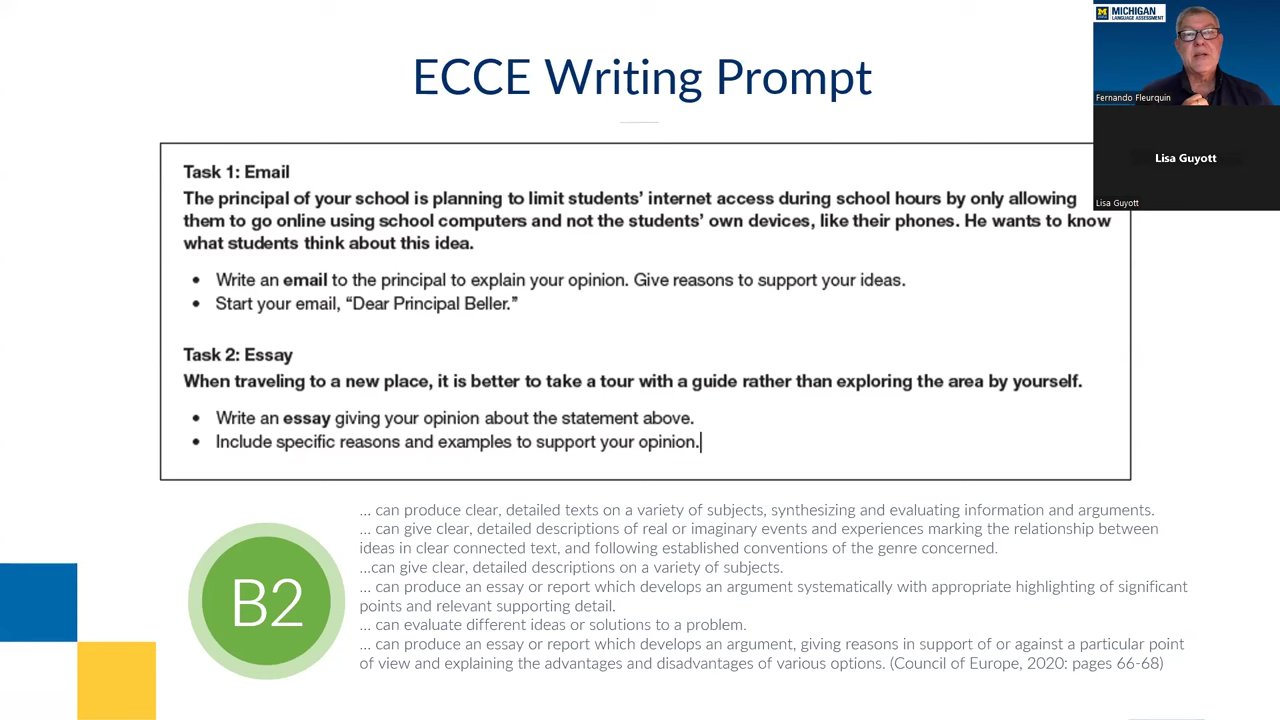 ECCE Writing Prompt
MICHIGAN
LANGUAGE ASSESSMENT
Fernando Fleurquin
Lisa Guyott
Lisa Guyott
Task 1: Email
The principal of your school is planning to limit students’ internet access during school hours by only allowing
them to go online using school computers and not the students’ own devices, like their phones. He wants to know
what students think about this idea.
• Write an email to the principal to explain your opinion. Give reasons to support your ideas.
• Start your email, “Dear Principal Beller.”
Task 2: Essay
When traveling to a new place, it is better to take a tour with a guide rather than exploring the area by yourself.
• Write an essay giving your opinion about the statement above.
• Include specific reasons and examples to support your opinion.
B2
... can produce clear, detailed texts on a variety of subjects, synthesizing and evaluating information and arguments.
... can give clear, detailed descriptions of real or imaginary events and experiences marking the relationship between
ideas in clear connected text, and following established conventions of the genre concerned.
...can give clear, detailed descriptions on a variety of subjects.
... can produce an essay or report which develops an argument systematically with appropriate highlighting of significant
points and relevant supporting detail.
... can evaluate different ideas or solutions to a problem.
... can produce an essay or report which develops an argument, giving reasons in support of or against a particular point
of view and explaining the advantages and disadvantages of various options. (Council of Europe, 2020: pages 66-68)